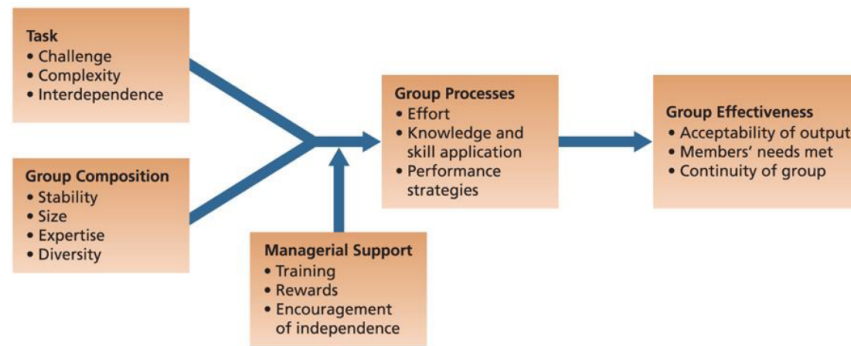 Task
• Challenge
• Complexity
• Interdependence
Group Composition
• Stability
• Size
• Expertise
• Diversity
Managerial Support
• Training
• Rewards
• Encouragement
of independence
Group Processes
• Effort
• Knowledge and
skill application
• Performance
strategies
Group Effectiveness
• Acceptability of output
• Members' needs met
• Continuity of group